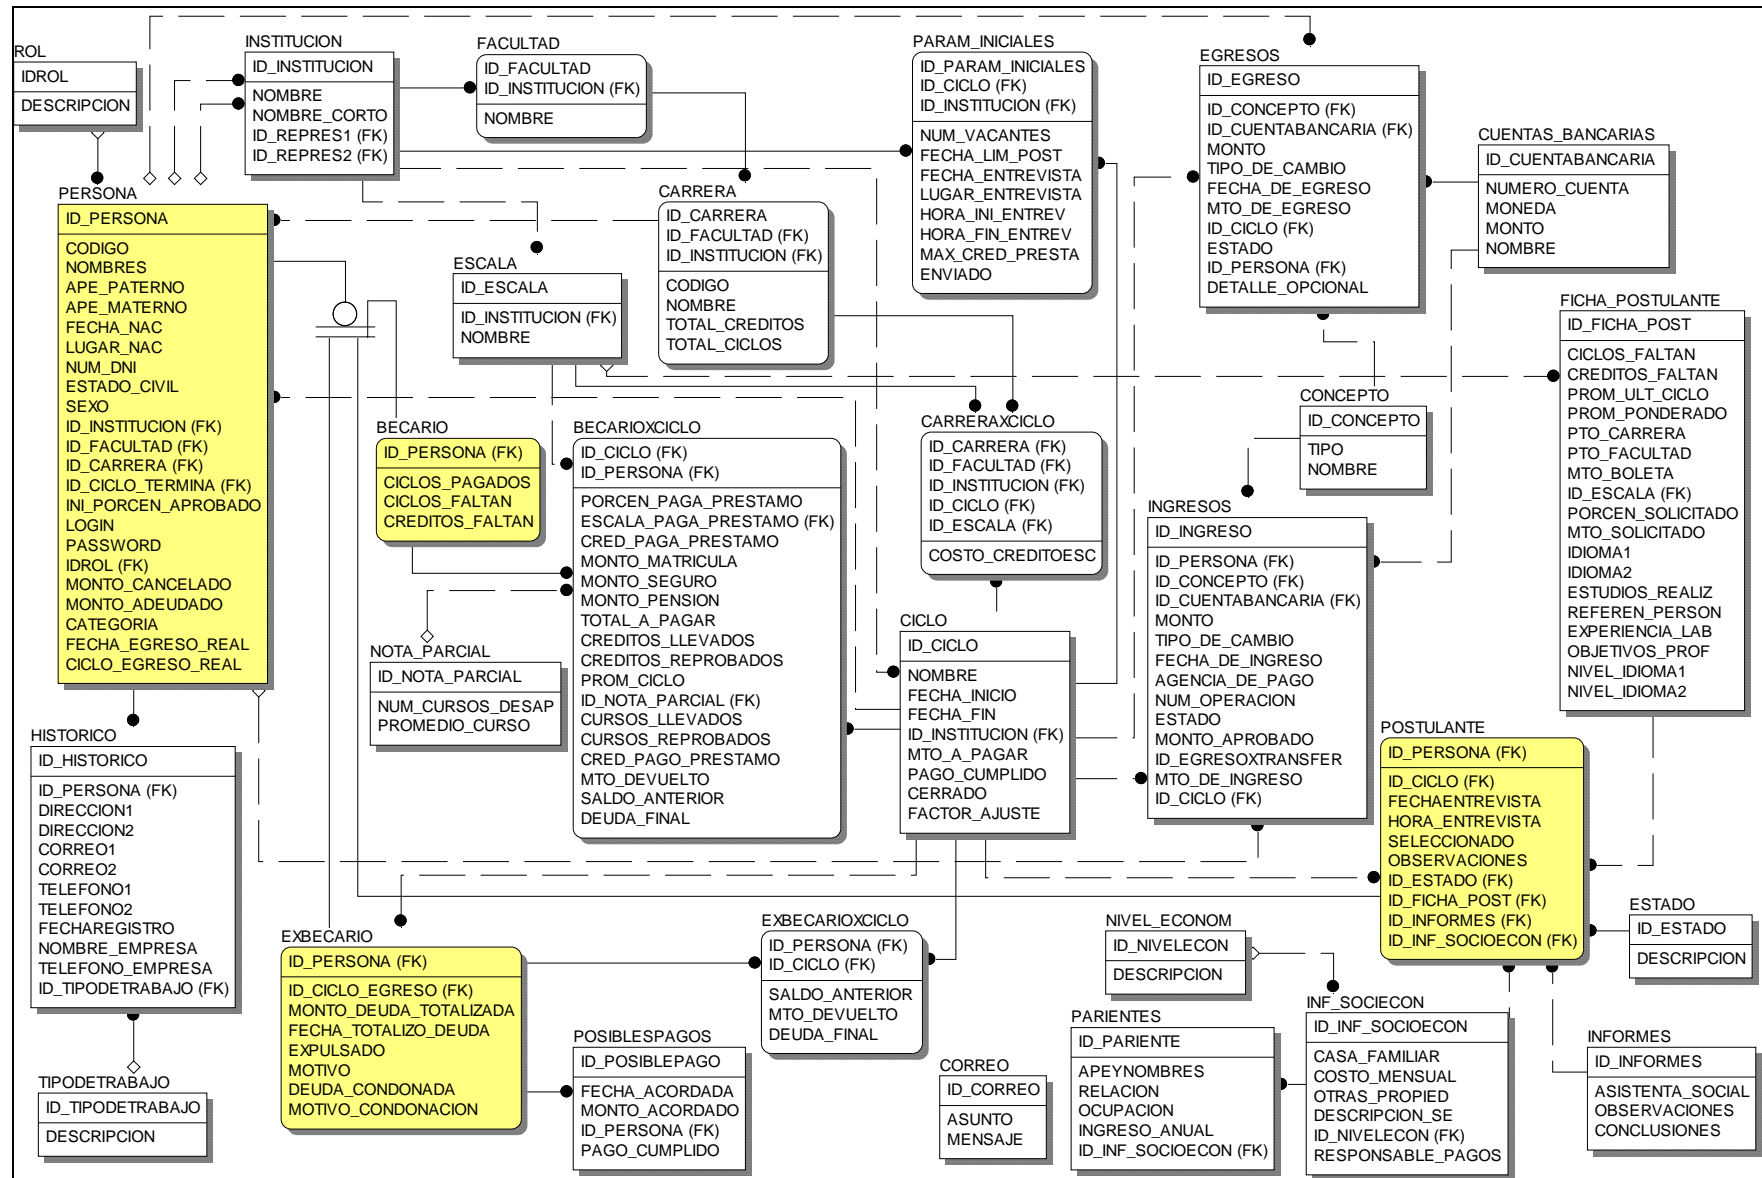 ROL
IDROL
DESCRIPCION
INSTITUCION
ID_INSTITUCION
NOMBRE
NOMBRE_CORTO
ID_REPRES1 (FK)
ID_REPRES2 (FK)
FACULTAD
ID_FACULTAD
ID_INSTITUCION (FK)
NOMBRE
PARAM_INICIALES
ID_PARAM_INICIALES
ID_CICLO (FK)
ID_INSTITUCION (FK)
NUM_VACANTES
FECHA_LIM_POST
FECHA_ENTREVISTA
LUGAR_ENTREVISTA
HORA_INI_ENTREV
HORA_FIN_ENTREV
MAX_CRED_PRESTA
ENVIADO
EGRESOS
ID_EGRESO
ID_CONCEPTO (FK)
ID_CUENTABANCARIA (FK)
MONTO
TIPO_DE_CAMBIO
FECHA_DE_EGRESO
MTO_DE_EGRESO
ID_CICLO (FK)
ESTADO
ID_PERSONA (FK)
DETALLE_OPCIONAL
CUENTAS_BANCARIAS
ID_CUENTABANCARIA
NUMERO_CUENTA
MONEDA
MONTO
NOMBRE
PERSONA
ID_PERSONA
CODIGO
NOMBRES
APE_PATERNO
APE_MATERNO
FECHA_NAC
LUGAR_NAC
NUM_DNI
ESTADO_CIVIL
SEXO
ID_INSTITUCION (FK)
ID_FACULTAD (FK)
ID_CARRERA (FK)
ID_CICLO_TERMINA (FK)
INI_PORCEN_APROBADO
LOGIN
PASSWORD
IDROL (FK)
MONTO_CANCELADO
MONTO_ADEUDADO
CATEGORIA
FECHA_EGRESO_REAL
CICLO_EGRESO_REAL
CARRERA
ID_CARRERA
ID_FACULTAD (FK)
ID_INSTITUCION (FK)
CODIGO
NOMBRE
TOTAL_CREDITOS
TOTAL_CICLOS
ESCALA
ID_ESCALA
ID_INSTITUCION (FK)
NOMBRE
FICHA_POSTULANTE
ID_FICHA_POST
CICLOS_FALTAN
CREDITOS_FALTAN
PROM_ULT_CICLO
PROM_PONDERADO
PTO_CARRERA
PTO_FACULTAD
MTO_BOLETA
ID_ESCALA (FK)
PORCEN_SOLICITADO
MTO_SOLICITADO
IDIOMA1
IDIOMA2
ESTUDIOS_REALIZ
REFEREN_PERSON
EXPERIENCIA_LAB
OBJETIVOS_PROF
NIVEL_IDIOMA1
NIVEL_IDIOMA2
CONCEPTO
ID_CONCEPTO
TIPO
NOMBRE
BECARIO
ID_PERSONA (FK)
CICLOS_PAGADOS
CICLOS_FALTAN
CREDITOS_FALTAN
BECARIOXCICLO
ID_CICLO (FK)
ID_PERSONA (FK)
PORCEN_PAGA_PRESTAMO
ESCALA_PAGA_PRESTAMO (FK)
CRED_PAGA_PRESTAMO
MONTO_MATRICULA
MONTO_SEGURO
MONTO_PENSION
TOTAL_A_PAGAR
CREDITOS_LLEVADOS
CREDITOS_REPROBADOS
PROM_CICLO
ID_NOTA_PARCIAL (FK)
CURSOS_LLEVADOS
CURSOS_REPROBADOS
CRED_PAGO_PRESTAMO
MTO_DEVUELTO
SALDO_ANTERIOR
DEUDA_FINAL
CARRERAXCICLO
ID_CARRERA (FK)
ID_FACULTAD (FK)
ID_INSTITUCION (FK)
ID_CICLO (FK)
ID_ESCALA (FK)
COSTO_CREDITOESC
INGRESOS
ID_INGRESO
ID_PERSONA (FK)
ID_CONCEPTO (FK)
ID_CUENTABANCARIA (FK)
MONTO
TIPO_DE_CAMBIO
FECHA_DE_INGRESO
AGENCIA_DE_PAGO
NUM_OPERACION
ESTADO
MONTO_APROBADO
ID_EGRESOXTRANSFER
MTO_DE_INGRESO
ID_CICLO (FK)
CICLO
ID_CICLO
NOMBRE
FECHA_INICIO
FECHA_FIN
ID_INSTITUCION (FK)
MTO_A_PAGAR
PAGO_CUMPLIDO
CERRADO
FACTOR_AJUSTE
NOTA_PARCIAL
ID_NOTA_PARCIAL
NUM_CURSOS_DESAP
PROMEDIO_CURSO
HISTORICO
ID_HISTORICO
ID_PERSONA (FK)
DIRECCION1
DIRECCION2
CORREO1
CORREO2
TELEFONO1
TELEFONO2
FECHAREGISTRO
NOMBRE_EMPRESA
TELEFONO_EMPRESA
ID_TIPODETRABAJO (FK)
POSTULANTE
ID_PERSONA (FK)
ID_CICLO (FK)
FECHAENTREVISTA
HORA_ENTREVISTA
SELECCIONADO
OBSERVACIONES
ID_ESTADO (FK)
ID_FICHA_POST (FK)
ID_INFORMES (FK)
ID_INF_SOCIOECON (FK)
ESTADO
ID_ESTADO
DESCRIPCION
EXBECARIO
ID_PERSONA (FK)
ID_CICLO_EGRESO (FK)
MONTO_DEUDA_TOTALIZADA
FECHA_TOTALIZO_DEUDA
EXPULSADO
MOTIVO
DEUDA_CONDONADA
MOTIVO_CONDONACION
EXBECARIOXCICLO
ID_PERSONA (FK)
ID_CICLO (FK)
SALDO_ANTERIOR
MTO_DEVUELTO
DEUDA_FINAL
NIVEL_ECONOM
ID_NIVELECON
DESCRIPCION
INF_SOCIECON
ID_INF_SOCIOECON
CASA_FAMILIAR
COSTO_MENSUAL
OTRAS_PROPIED
DESCRIPCION_SE
ID_NIVELECON (FK)
RESPONSABLE_PAGOS
PARIENTES
ID_PARIENTE
APEYNOMBRES
RELACION
OCUPACION
INGRESO_ANUAL
ID_INF_SOCIOECON (FK)
INFORMES
ID_INFORMES
ASISTENTA_SOCIAL
OBSERVACIONES
CONCLUSIONES
POSIBLESPAGOS
ID_POSIBLEPAGO
FECHA_ACORDADA
MONTO_ACORDADO
ID_PERSONA (FK)
PAGO_CUMPLIDO
CORREO
ID_CORREO
ASUNTO
MENSAJE
TIPODETRABAJO
ID_TIPODETRABAJO
DESCRIPCION